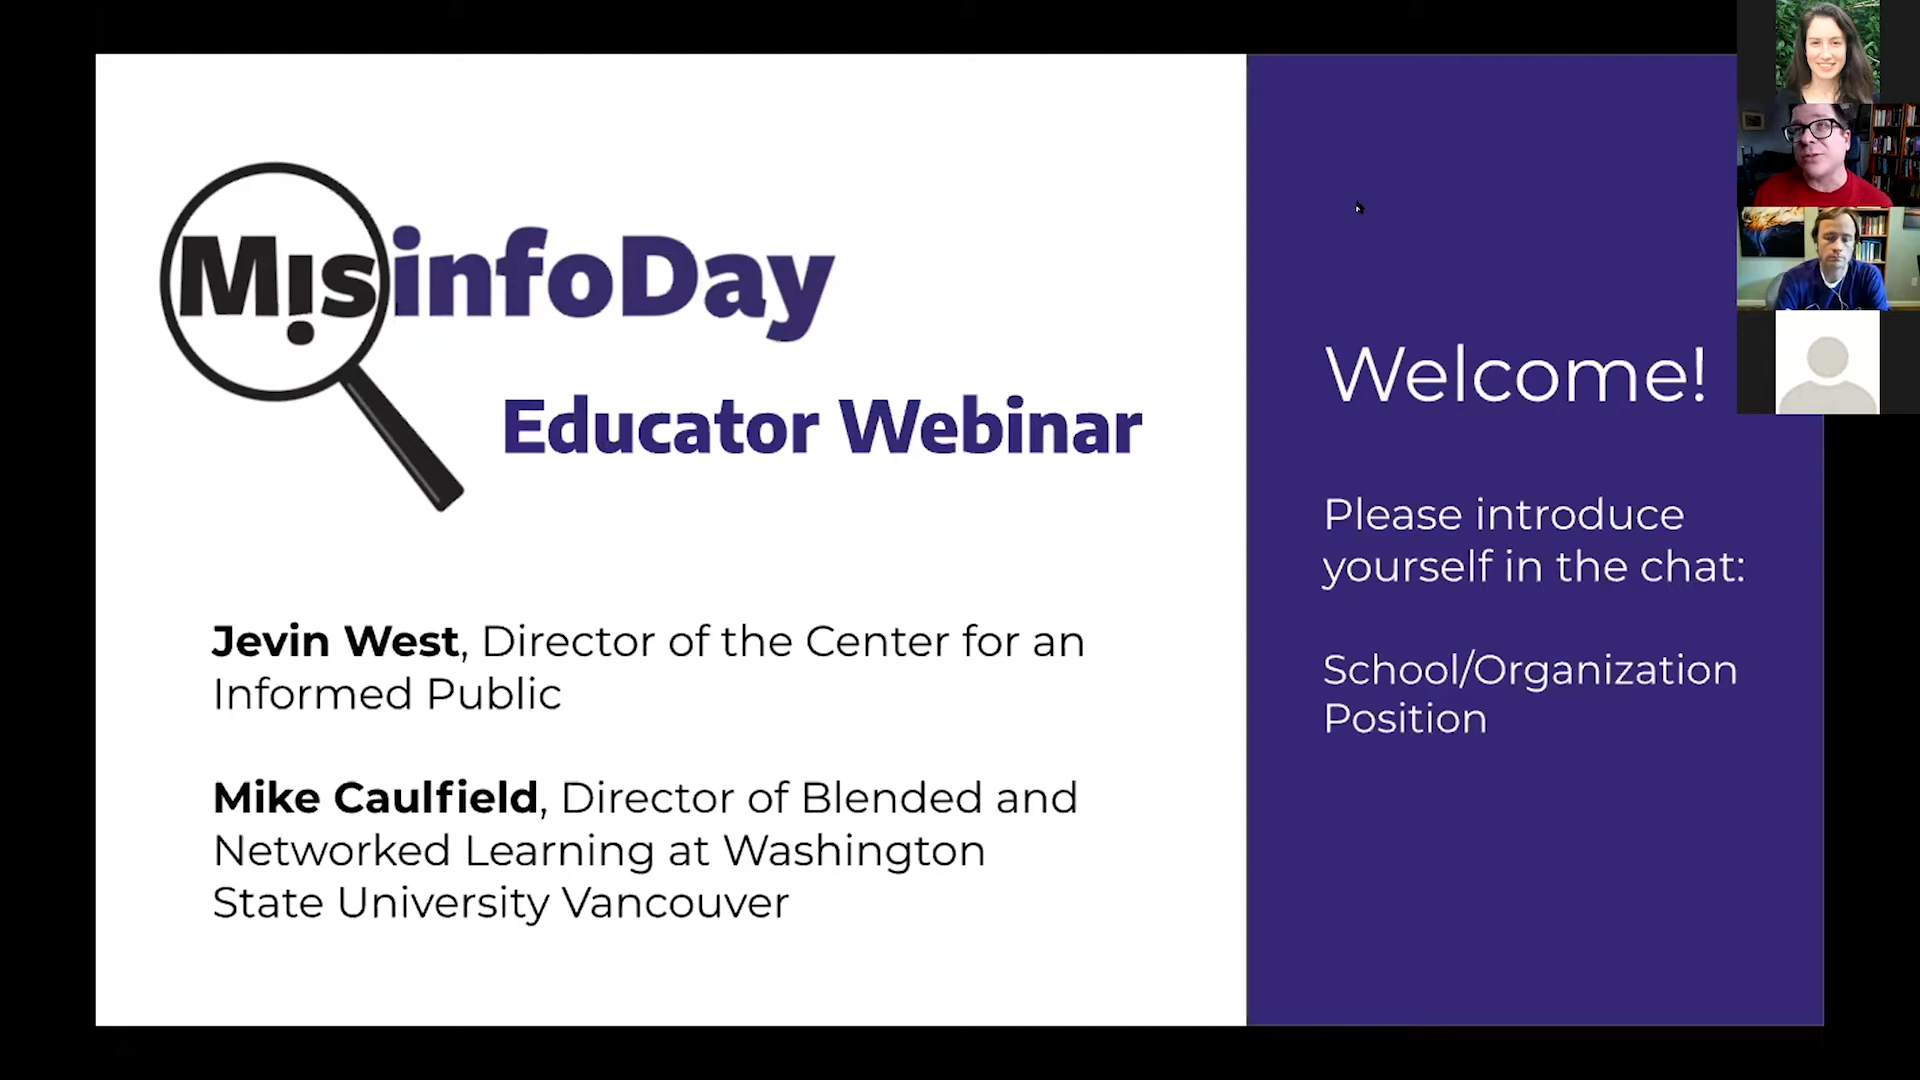 MisinfoDay
Educator Webinar
Jevin West, Director of the Center for an
Informed Public
Mike Caulfield, Director of Blended and
Networked Learning at Washington
State University Vancouver
Welcome!
Please introduce
yourself in the chat:
School/Organization
Position